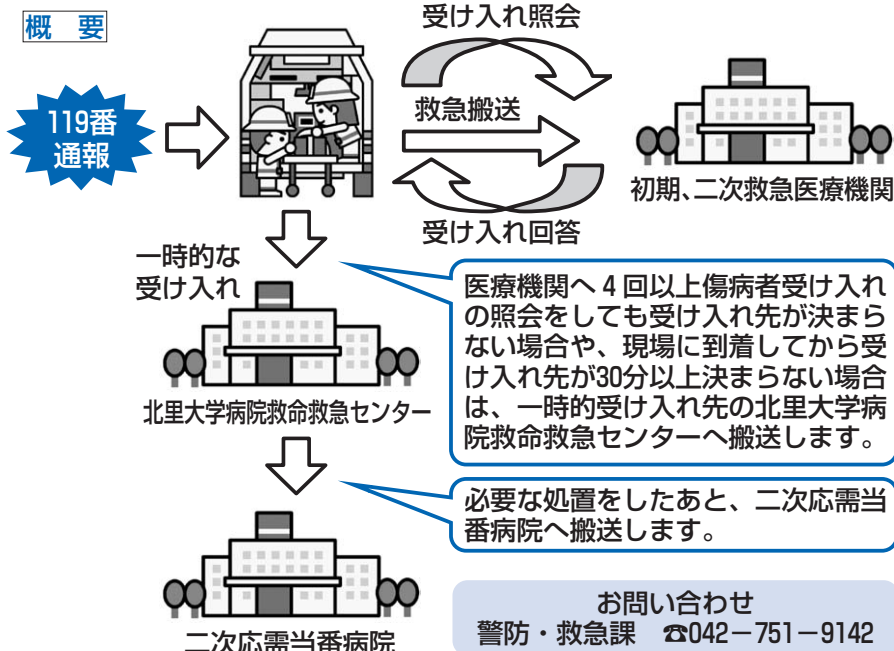 概 要
119番
通報
受け入れ照会
救急搬送
受け入れ回答
初期、二次救急医療機関
一時的な
受け入れ
北里大学病院救命救急センター
医療機関へ4回以上傷病者受け入れ
の照会をしても受け入れ先が決まら
ない場合や、現場に到着してから受
け入れ先が30分以上決まらない場合
は、一時的受け入れ先の北里大学病
院救命救急センターへ搬送します。
必要な処置をしたあと、二次応需当
番病院へ搬送します。
二次応需当番病院
お問い合わせ
警防・救急課 ☎042－751－9142